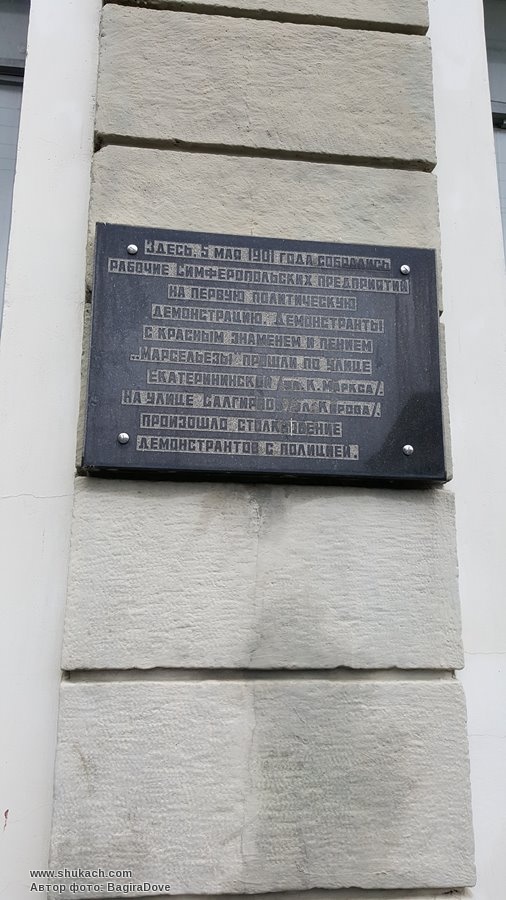 Здесь, 5 мая 1901 года собрались
рабочие Симферопольских предприятий
на первую политическую
демонстрацию. Демонстранты
с красным знаменем и пением
„Марсельезы прошли по улице
Екатерининской /ул. К. Маркса/.
На улице Салгирной /ул. Кирова/.
произошло столкновение
демонстрантов с полицией.
www.shukach.com
Автор фото: BagiraDove